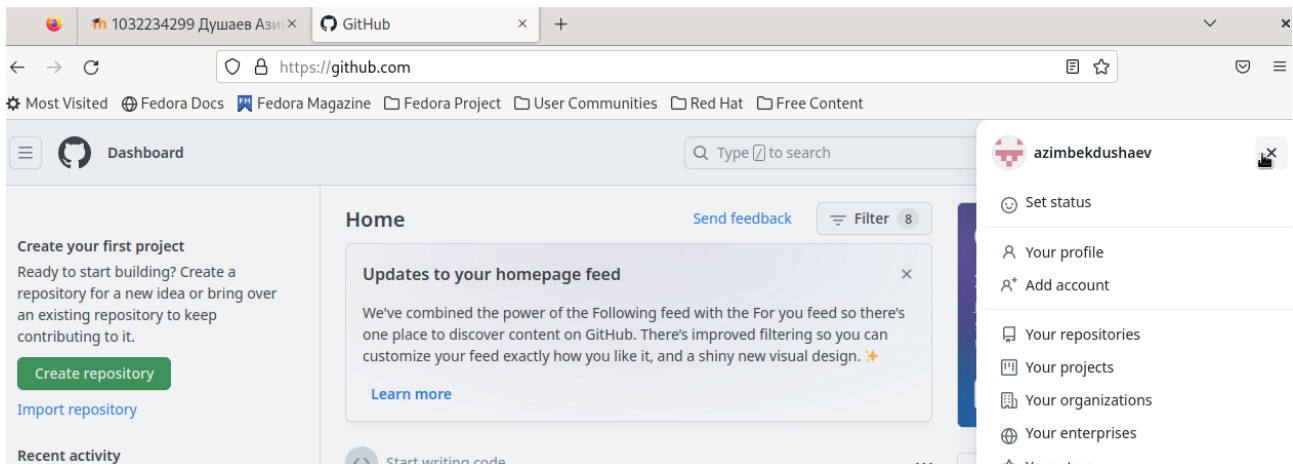 1032234299 Душаев Ази
GitHub
https://github.com
Most Visited Fedora Docs Fedora Magazine Fedora Project User Communities Red Hat Free Content
Dashboard
Type / to search
azimbekdushaev
Set status
Your profile
Add account
Your repositories
Your projects
Your organizations
Your enterprises
Create your first project
Ready to start building? Create a
repository for a new idea or bring over
an existing repository to keep
contributing to it.
Create repository
Import repository
Recent activity
Home
Send feedback
Filter 8
Updates to your homepage feed
We've combined the power of the Following feed with the For you feed so there's
one place to discover content on GitHub. There's improved filtering so you can
customize your feed exactly how you like it, and a shiny new visual design. ✨
Learn more
Start writing code